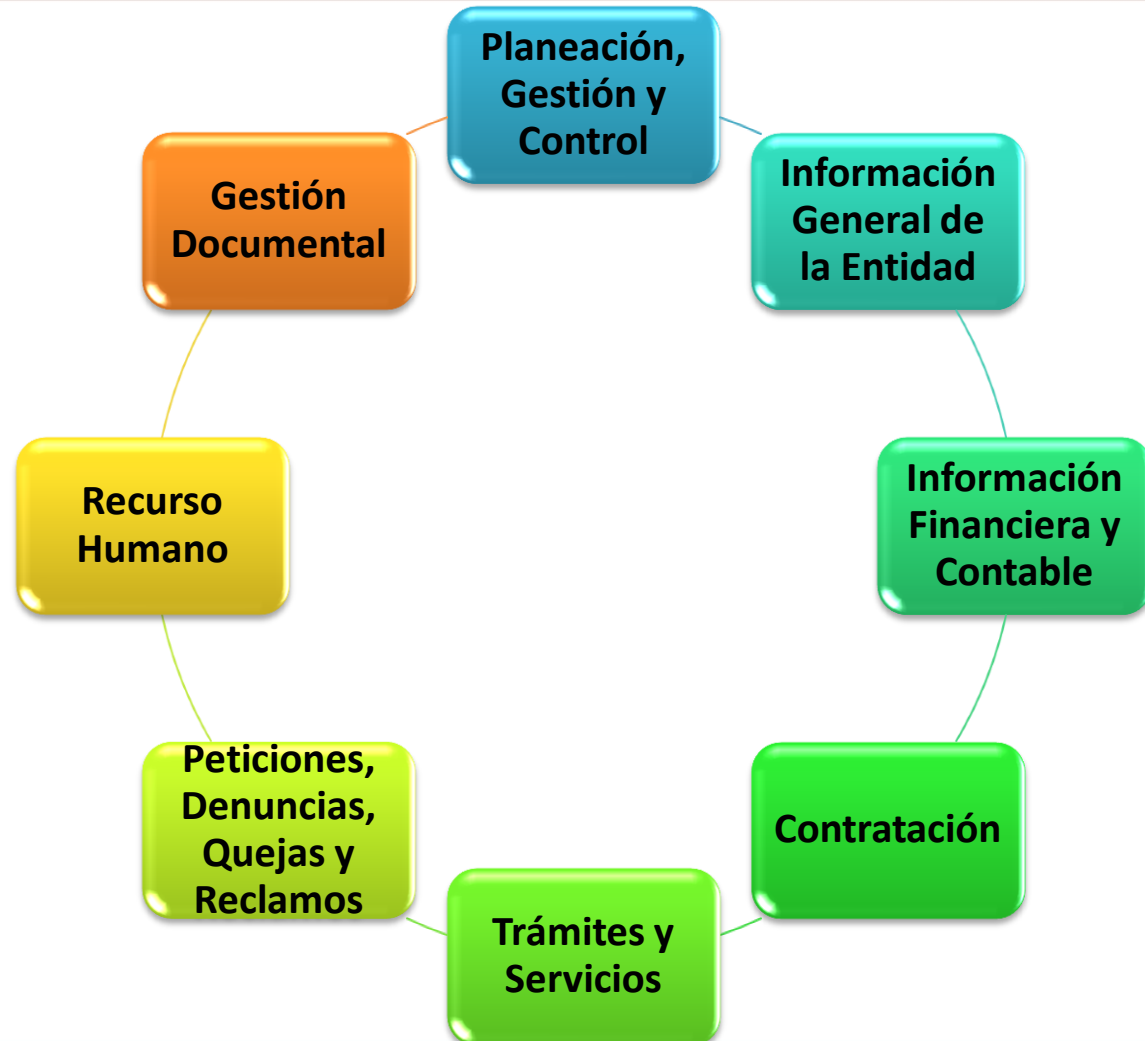 Planeación,
Gestión y
Control
Información
General de
la Entidad
Información
Financiera y
Contable
Contratación
Trámites y
Servicios
Peticiones,
Denuncias,
Quejas y
Reclamos
Recurso
Humano
Gestión
Documental